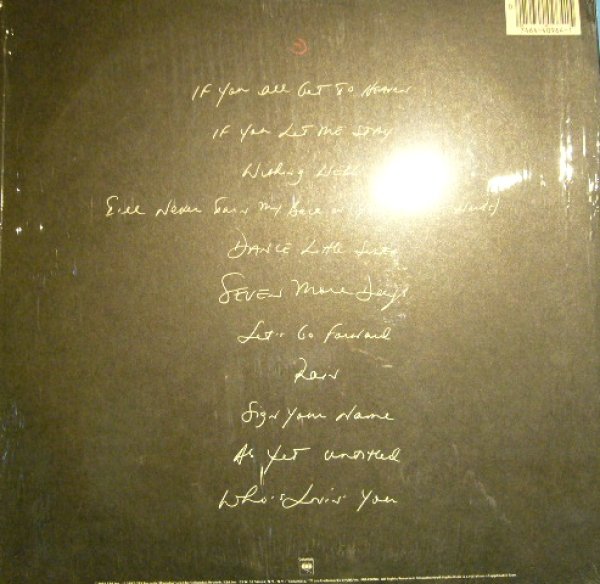 IF You All Get To Heaven
IF You Let Me Stay
Wishing Well
I'll Never Turn My Back on
Dance Little Sister
Seven More Days
Let's Go Forward
Rain
Sign Your Name
As Yet Untitled
Who's Lovin' You